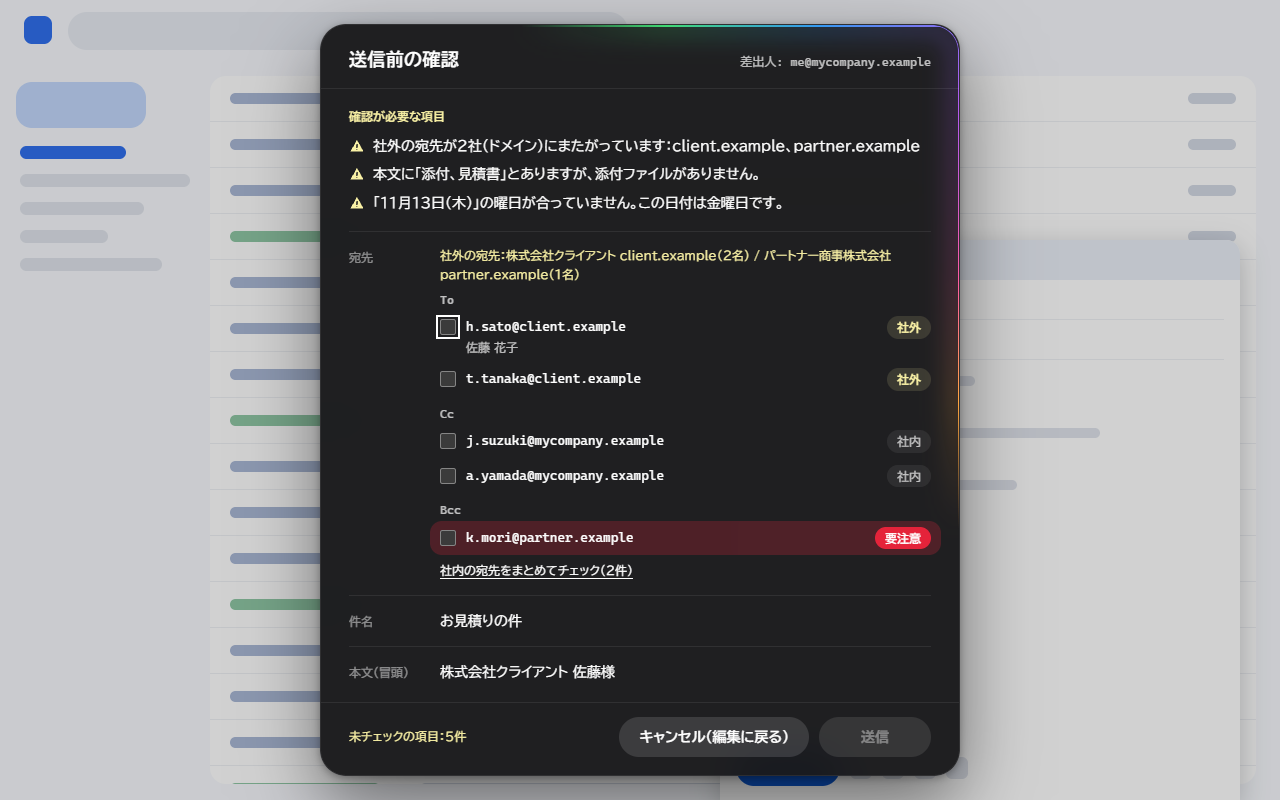 送信前の確認
差出人: me@mycompany.example
確認が必要な項目
社外の宛先が2社(ドメイン)にまたがっています:client.example、partner.example
本文に「添付、見積書」とありますが、添付ファイルがありません。
「11月13日(木)」の曜日が合っていません。この日付は金曜日です。
宛先
社外の宛先:株式会社クライアント client.example(2名) / パートナー商事株式会社
partner.example(1名)
To
h.sato@client.example
社外
佐藤 花子
t.tanaka@client.example
社外
Cc
j.suzuki@mycompany.example
社内
a.yamada@mycompany.example
社内
Bcc
k.mori@partner.example
要注意
社内の宛先をまとめてチェック(2件)
件名
お見積りの件
本文(冒頭)
株式会社クライアント 佐藤様
未チェックの項目:5件
キャンセル(編集に戻る)
送信